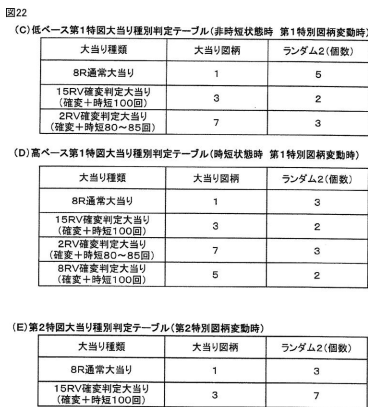 図22
(C)低ベース第1特図大当り種別判定テーブル(非時短状態時 第1特別図柄変動時)
大当り種類 大当り図柄 ランダム2(個数)
8R通常大当り 1 5
15RV確変判定大当り
(確変+時短100回) 3 2
2RV確変判定大当り
(確変+時短80~85回) 7 3
(D)高ベース第1特図大当り種別判定テーブル(時短状態時 第1特別図柄変動時)
大当り種類 大当り図柄 ランダム2(個数)
8R通常大当り 1 3
15RV確変判定大当り
(確変+時短100回) 3 2
2RV確変判定大当り
(確変+時短80~85回) 7 3
8RV確変判定大当り
(確変+時短100回) 5 2
(E)第2特図大当り種別判定テーブル(第2特別図柄変動時)
大当り種類 大当り図柄 ランダム2(個数)
8R通常大当り 1 3
15RV確変判定大当り
(確変+時短100回) 3 7